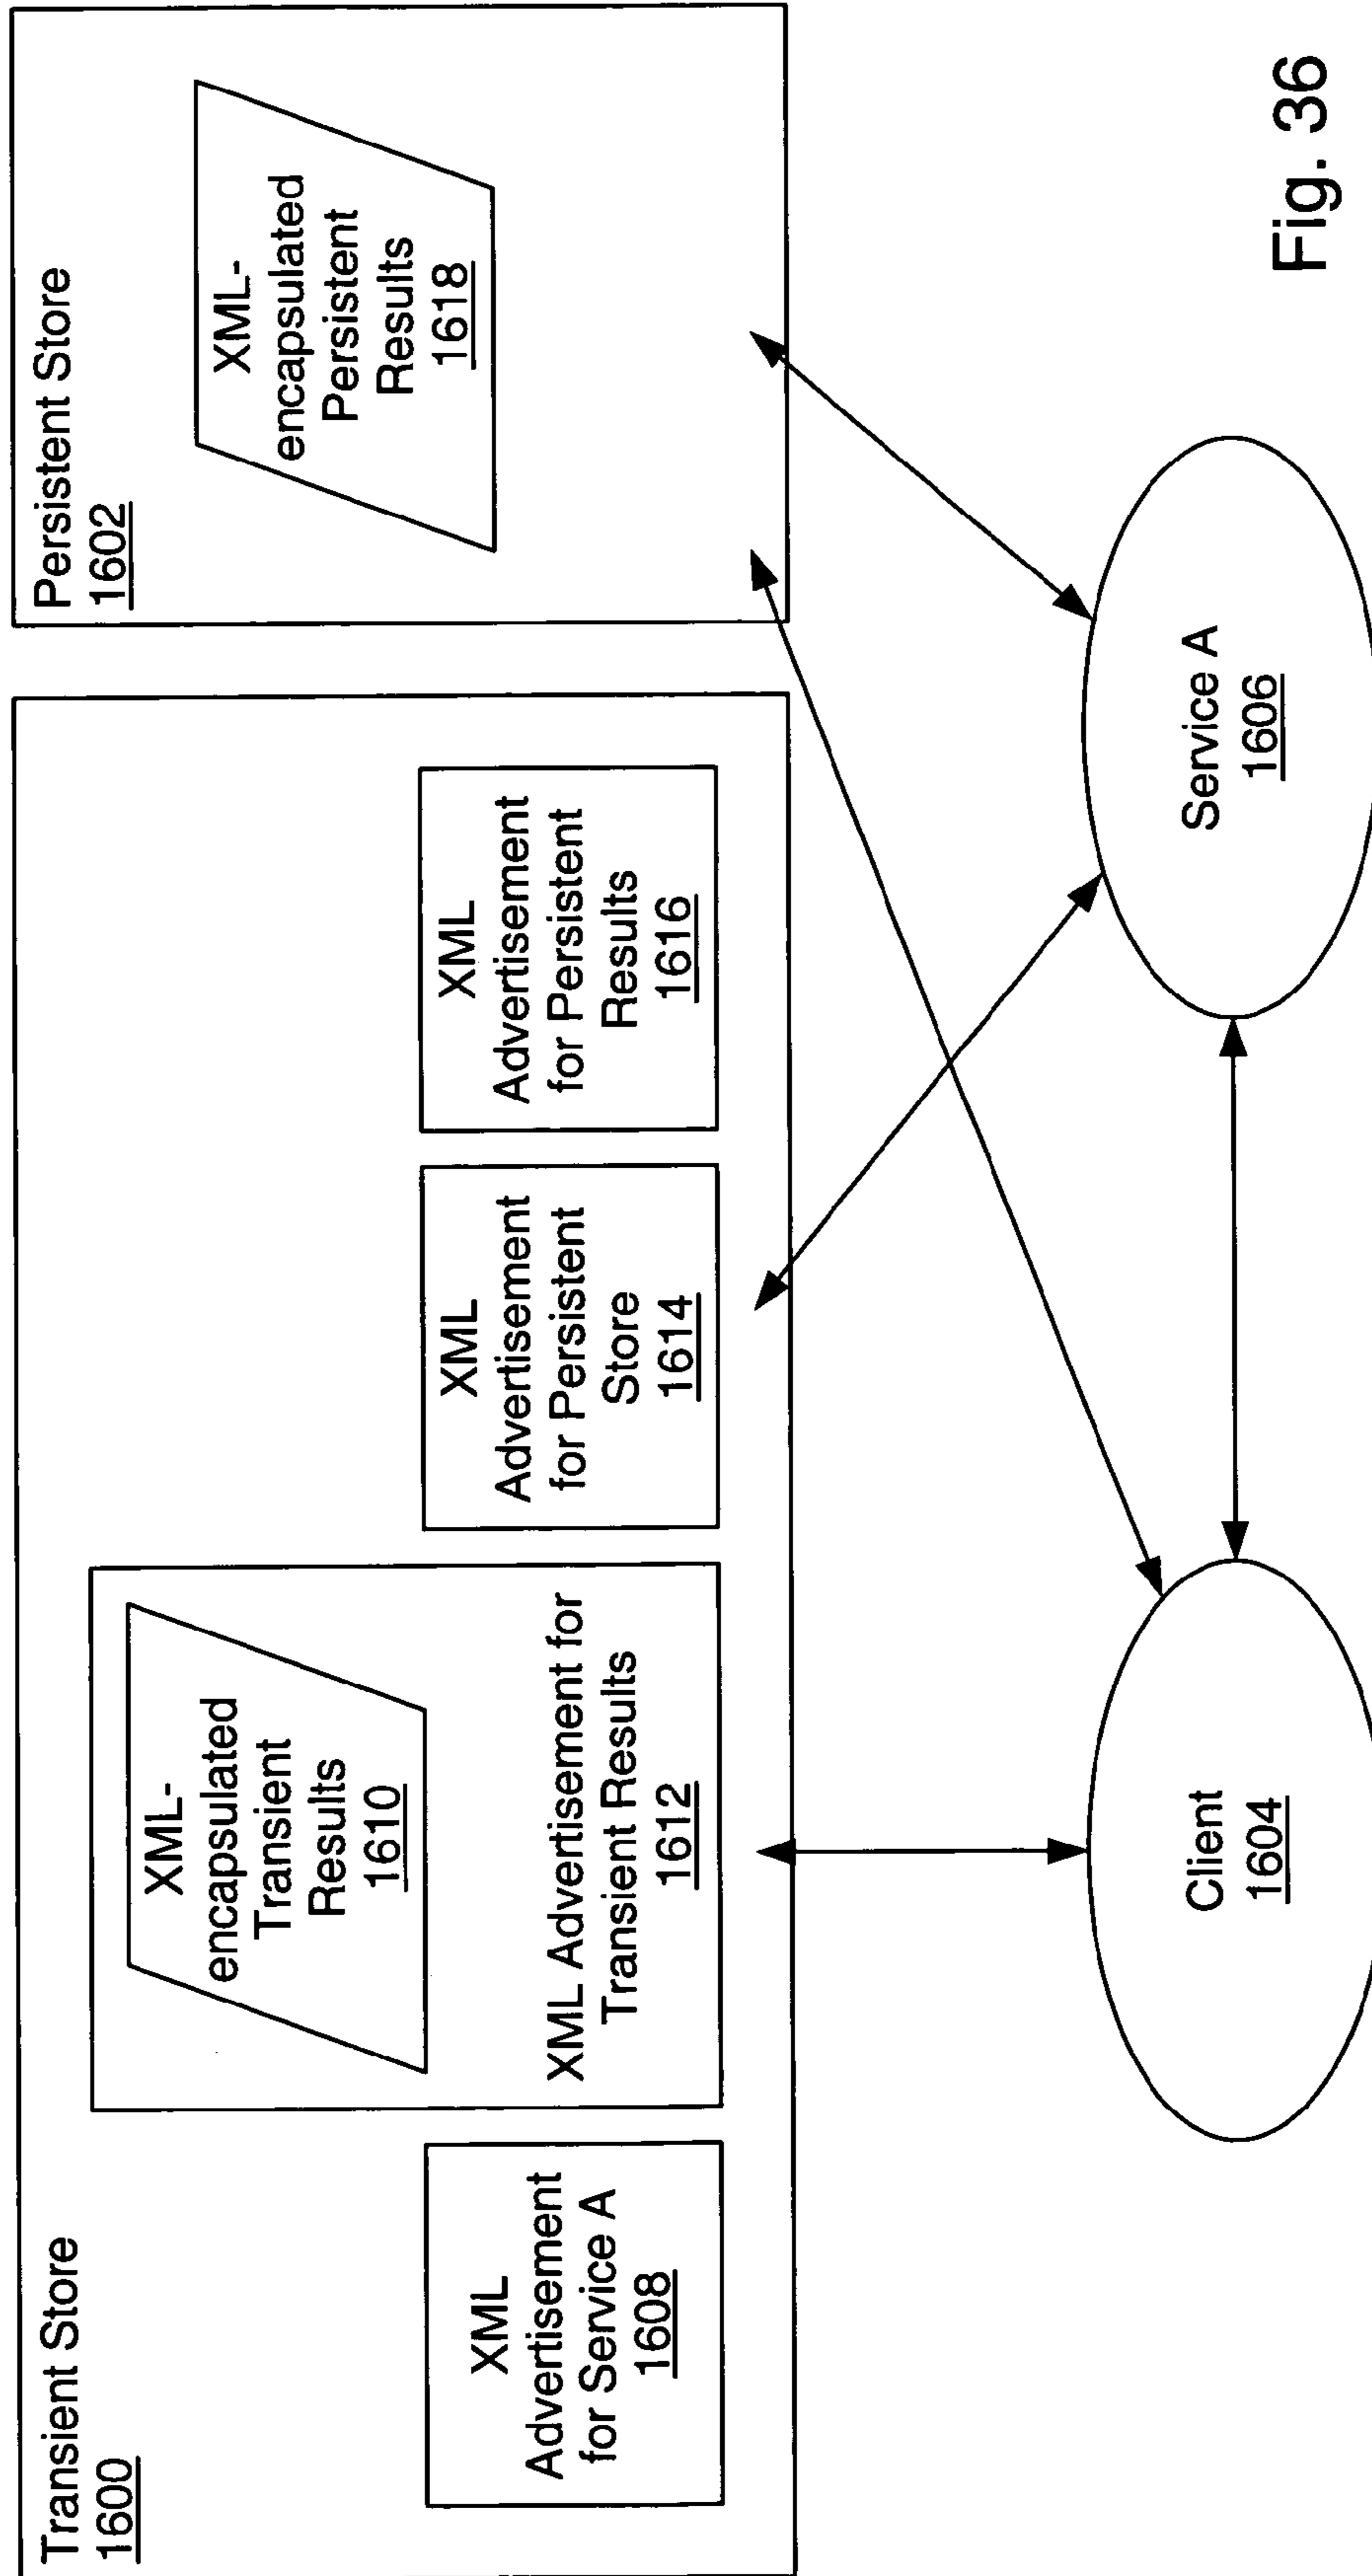 Transient Store
1600
XML
Advertisement
for Service A
1608
XML-
encapsulated
Transient
Results
1610
XML Advertisement for
Transient Results
1612
XML
Advertisement
for Persistent
Store
1614
XML
Advertisement
for Persistent
Results
1616
Persistent Store
1602
XML-
encapsulated
Persistent
Results
1618
Client
1604
Service A
1606
Fig. 36